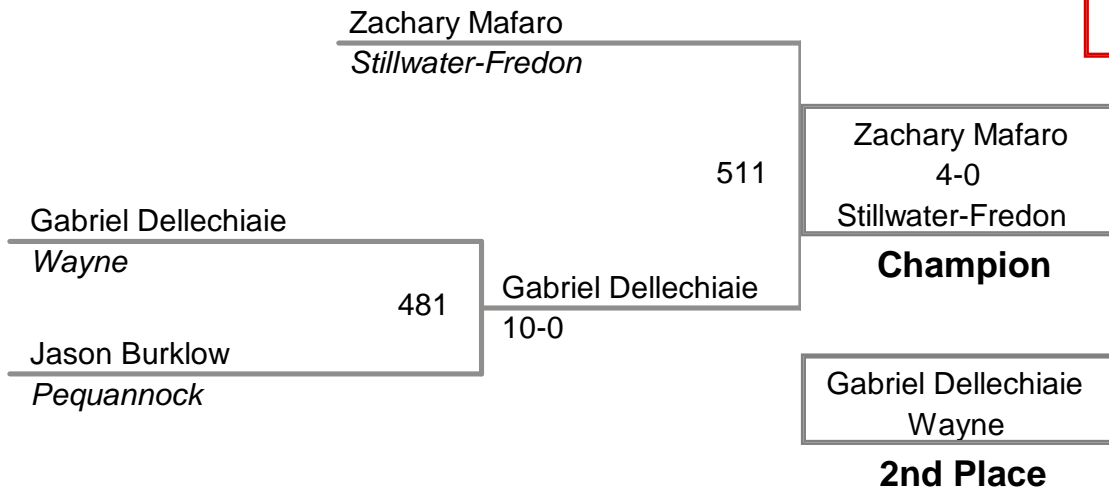 Zachary Mafaro
Stillwater-Fredon
511
Zachary Mafaro
4-0
Stillwater-Fredon
Champion
Gabriel Dellechiaie
Wayne
481
Gabriel Dellechiaie
10-0
Jason Burklow
Pequannock
Gabriel Dellechiaie
Wayne
2nd Place